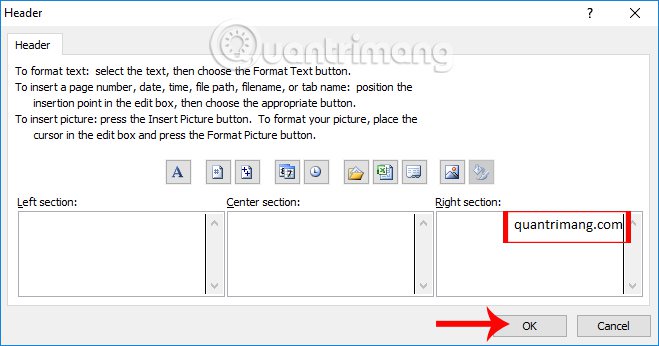 Header
?
Header
Quantrimang
To format text: select the text, then choose the Format Text button.
To insert a page number, date, time, file path, filename, or tab name: position the
insertion point in the edit box, then choose the appropriate button.
To insert picture: press the Insert Picture button. To format your picture, place the
cursor in the edit box and press the Format Picture button.
A
Left section: Center section: Right section:
quantrimang.com
OK Cancel